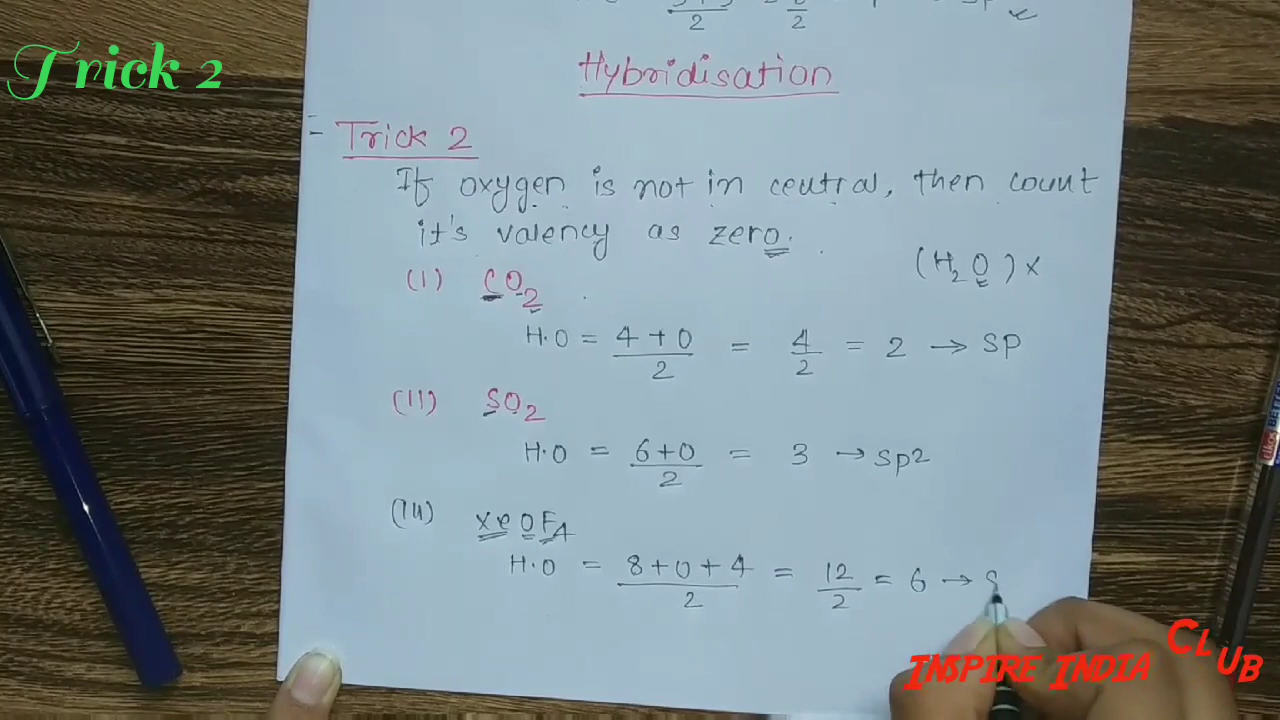 Trick 2
Hybridisation
Trick 2
If oxygen is not in central, then count
it's valency as zero.
(H2O) x
(I) CO2
H.O = 4+0/2 = 4/2 = 2 → SP
(II) SO2
H.O = 6+0/2 = 3 → SP2
(III) XeOF4
H.O = 8+0+4/2 = 12/2 = 6 → S
INSPIRE INDIA CLUB